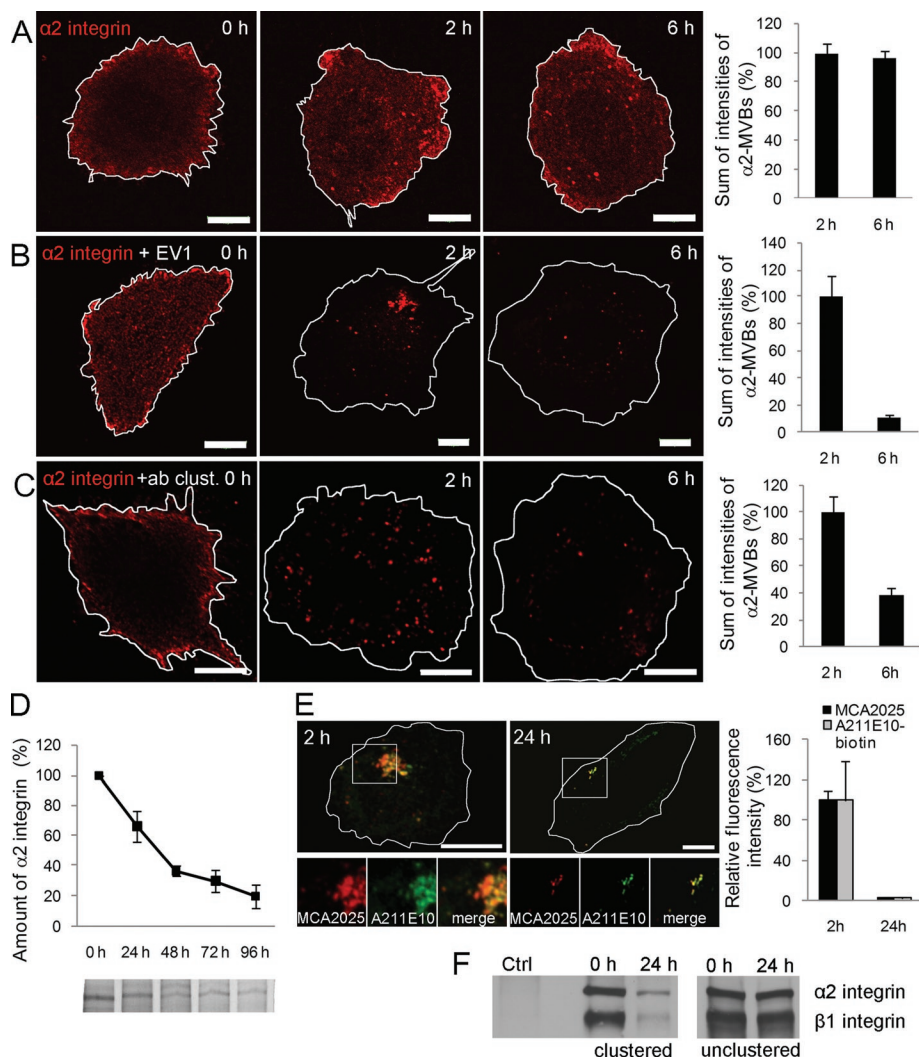 A
α2 integrin
0 h
2 h
6 h
Sum of intensities of
α2-MVBs (%)
120
100
80
60
40
20
0
2 h
6 h
B
α2 integrin + EV1
0 h
2 h
6 h
Sum of intensities of
α2-MVBs (%)
140
120
100
80
60
40
20
0
2 h
6 h
C
α2 integrin +ab clust. 0 h
2 h
6 h
Sum of intensities of
α2-MVBs (%)
120
100
80
60
40
20
0
2 h
6h
D
Amount of α2 integrin (%)
120
100
80
60
40
20
0
0 h
24 h
48 h
72 h
96 h
E
2 h
24 h
MCA2025
A211E10
merge
MCA2025
A211E10
merge
MCA2025
A211E10-
biotin
Relative fluorescence
intensity (%)
160
120
80
40
0
2h
24h
F
Ctrl
0 h
24 h
0 h
24 h
α2 integrin
β1 integrin
clustered
unclustered